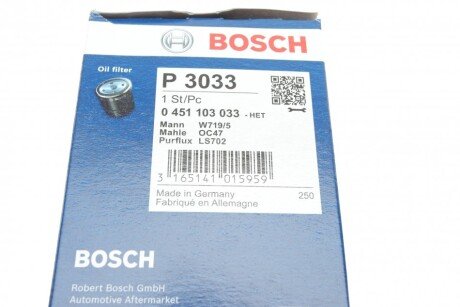 BOSCH
Oil filter
P 3033
1 St/Pc
0 451 103 033 - HET
Mann W719/5
Mahle OC47
Purflux LS702
3 165141 015959
Made in Germany 250
Fabriqué en Allemagne
BOSCH
Robert Bosch GmbH
Automotive Aftermarket